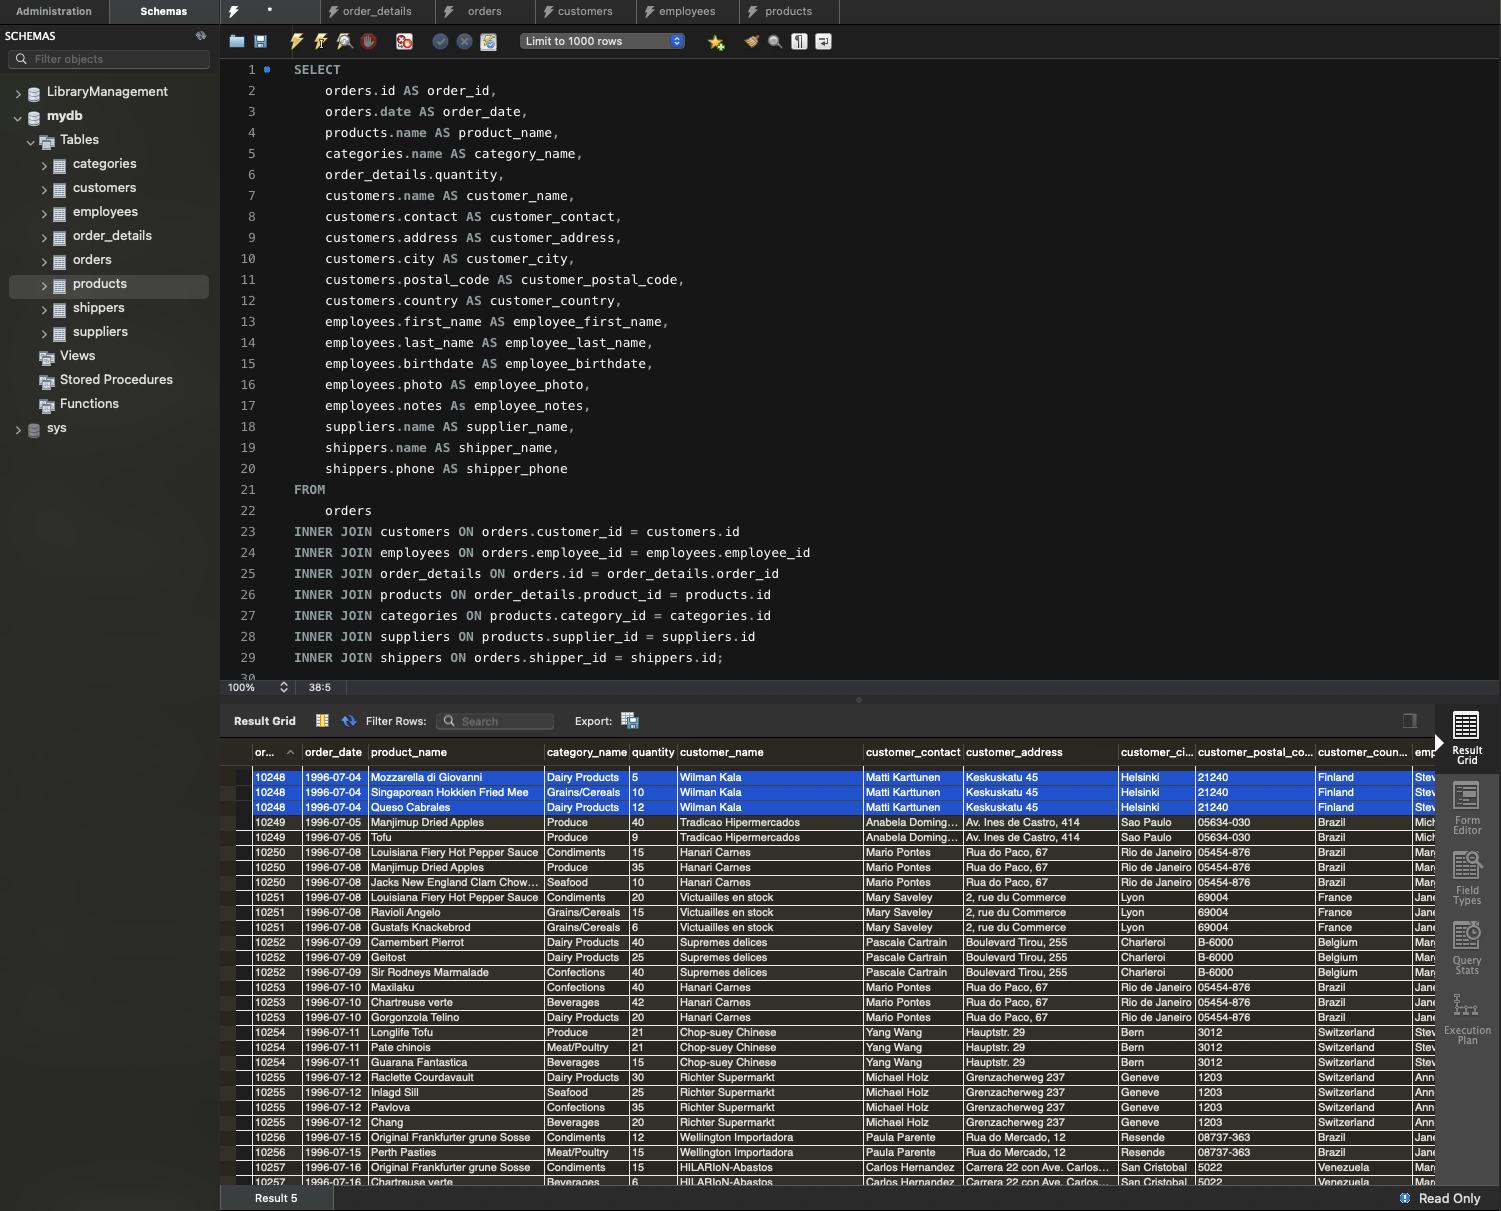 Administration Schemas * order_details orders customers employees products
SCHEMAS
Filter objects
LibraryManagement
mydb
Tables
categories
customers
employees
order_details
orders
products
shippers
suppliers
Views
Stored Procedures
Functions
sys
Limit to 1000 rows
1 SELECT
2 orders.id AS order_id,
3 orders.date AS order_date,
4 products.name AS product_name,
5 categories.name AS category_name,
6 order_details.quantity,
7 customers.name AS customer_name,
8 customers.contact AS customer_contact,
9 customers.address AS customer_address,
10 customers.city AS customer_city,
11 customers.postal_code AS customer_postal_code,
12 customers.country AS customer_country,
13 employees.first_name AS employee_first_name,
14 employees.last_name AS employee_last_name,
15 employees.birthdate AS employee_birthdate,
16 employees.photo AS employee_photo,
17 employees.notes As employee_notes,
18 suppliers.name AS supplier_name,
19 shippers.name AS shipper_name,
20 shippers.phone AS shipper_phone
21 FROM
22 orders
23 INNER JOIN customers ON orders.customer_id = customers.id
24 INNER JOIN employees ON orders.employee_id = employees.employee_id
25 INNER JOIN order_details ON orders.id = order_details.order_id
26 INNER JOIN products ON order_details.product_id = products.id
27 INNER JOIN categories ON products.category_id = categories.id
28 INNER JOIN suppliers ON products.supplier_id = suppliers.id
29 INNER JOIN shippers ON orders.shipper_id = shippers.id;
30
100% 38:5
Result Grid Filter Rows: Search Export:
or... order_date product_name category_name quantity customer_name customer_contact customer_address customer_ci... customer_postal_co... customer_coun... emp
10248 1996-07-04 Mozzarella di Giovanni Dairy Products 5 Wilman Kala Matti Karttunen Keskuskatu 45 Helsinki 21240 Finland Stev
10248 1996-07-04 Singaporean Hokkien Fried Mee Grains/Cereals 10 Wilman Kala Matti Karttunen Keskuskatu 45 Helsinki 21240 Finland Stev
10248 1996-07-04 Queso Cabrales Dairy Products 12 Wilman Kala Matti Karttunen Keskuskatu 45 Helsinki 21240 Finland Stev
10249 1996-07-05 Manjimup Dried Apples Produce 40 Tradicao Hipermercados Anabela Doming... Av. Ines de Castro, 414 Sao Paulo 05634-030 Brazil Mich
10249 1996-07-05 Tofu Produce 9 Tradicao Hipermercados Anabela Doming... Av. Ines de Castro, 414 Sao Paulo 05634-030 Brazil Mich
10250 1996-07-08 Louisiana Fiery Hot Pepper Sauce Condiments 15 Hanari Carnes Mario Pontes Rua do Paco, 67 Rio de Janeiro 05454-876 Brazil Mar
10250 1996-07-08 Manjimup Dried Apples Produce 35 Hanari Carnes Mario Pontes Rua do Paco, 67 Rio de Janeiro 05454-876 Brazil Mar
10250 1996-07-08 Jacks New England Clam Chow... Seafood 10 Hanari Carnes Mario Pontes Rua do Paco, 67 Rio de Janeiro 05454-876 Brazil Mar
10251 1996-07-08 Louisiana Fiery Hot Pepper Sauce Condiments 20 Victuailles en stock Mary Saveley 2, rue du Commerce Lyon 69004 France Jane
10251 1996-07-08 Ravioli Angelo Grains/Cereals 15 Victuailles en stock Mary Saveley 2, rue du Commerce Lyon 69004 France Jane
10251 1996-07-08 Gustafs Knackebrod Grains/Cereals 6 Victuailles en stock Mary Saveley 2, rue du Commerce Lyon 69004 France Jane
10252 1996-07-09 Camembert Pierrot Dairy Products 40 Supremes delices Pascale Cartrain Boulevard Tirou, 255 Charleroi B-6000 Belgium Mar
10252 1996-07-09 Geitost Dairy Products 25 Supremes delices Pascale Cartrain Boulevard Tirou, 255 Charleroi B-6000 Belgium Mar
10252 1996-07-09 Sir Rodneys Marmalade Confections 40 Supremes delices Pascale Cartrain Boulevard Tirou, 255 Charleroi B-6000 Belgium Mar
10253 1996-07-10 Maxilaku Confections 40 Hanari Carnes Mario Pontes Rua do Paco, 67 Rio de Janeiro 05454-876 Brazil Jane
10253 1996-07-10 Chartreuse verte Beverages 42 Hanari Carnes Mario Pontes Rua do Paco, 67 Rio de Janeiro 05454-876 Brazil Jane
10253 1996-07-10 Gorgonzola Telino Dairy Products 20 Hanari Carnes Mario Pontes Rua do Paco, 67 Rio de Janeiro 05454-876 Brazil Jane
10254 1996-07-11 Longlife Tofu Produce 21 Chop-suey Chinese Yang Wang Hauptstr. 29 Bern 3012 Switzerland Stev
10254 1996-07-11 Pate chinois Meat/Poultry 21 Chop-suey Chinese Yang Wang Hauptstr. 29 Bern 3012 Switzerland Stev
10254 1996-07-11 Guarana Fantastica Beverages 15 Chop-suey Chinese Yang Wang Hauptstr. 29 Bern 3012 Switzerland Stev
10255 1996-07-12 Raclette Courdavault Dairy Products 30 Richter Supermarkt Michael Holz Grenzacherweg 237 Geneve 1203 Switzerland Ann
10255 1996-07-12 Inlagd Sill Seafood 25 Richter Supermarkt Michael Holz Grenzacherweg 237 Geneve 1203 Switzerland Ann
10255 1996-07-12 Pavlova Confections 35 Richter Supermarkt Michael Holz Grenzacherweg 237 Geneve 1203 Switzerland Ann
10255 1996-07-12 Chang Beverages 20 Richter Supermarkt Michael Holz Grenzacherweg 237 Geneve 1203 Switzerland Ann
10256 1996-07-15 Original Frankfurter grune Sosse Condiments 12 Wellington Importadora Paula Parente Rua do Mercado, 12 Resende 08737-363 Brazil Jane
10256 1996-07-15 Perth Pasties Meat/Poultry 15 Wellington Importadora Paula Parente Rua do Mercado, 12 Resende 08737-363 Brazil Jane
10257 1996-07-16 Original Frankfurter grune Sosse Condiments 15 HILARIoN-Abastos Carlos Hernandez Carrera 22 con Ave. Carlos... San Cristobal 5022 Venezuela Mar
10257 1996-07-16 Chartreuse verte Beverages 6 HILARIoN-Abastos Carlos Hernandez Carrera 22 con Ave. Carlos... San Cristobal 5022 Venezuela Mar
Result
Grid
Form
Editor
Field
Types
Query
Stats
Execution
Plan
Result 5 Read Only